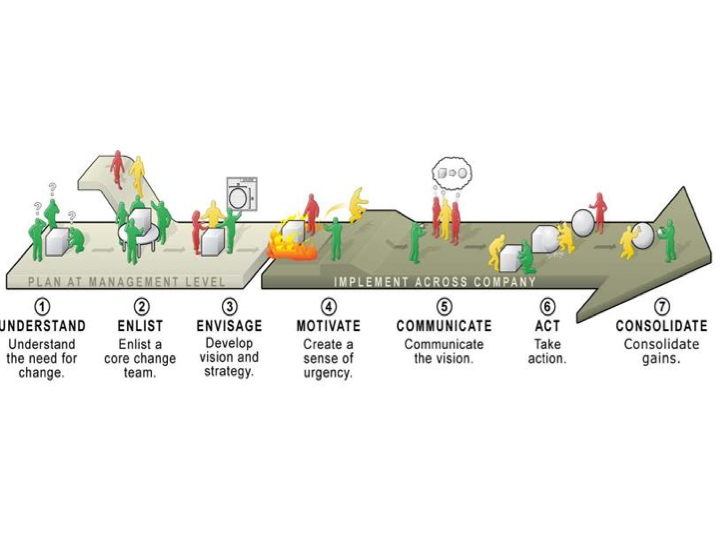 ?
?
?
PLAN AT MANAGEMENT LEVEL
IMPLEMENT ACROSS COMPANY
1
UNDERSTAND
Understand
the need for
change.
2
ENLIST
Enlist a
core change
team.
3
ENVISAGE
Develop
vision and
strategy.
4
MOTIVATE
Create a
sense of
urgency.
5
COMMUNICATE
Communicate
the vision.
6
ACT
Take
action.
7
CONSOLIDATE
Consolidate
gains.